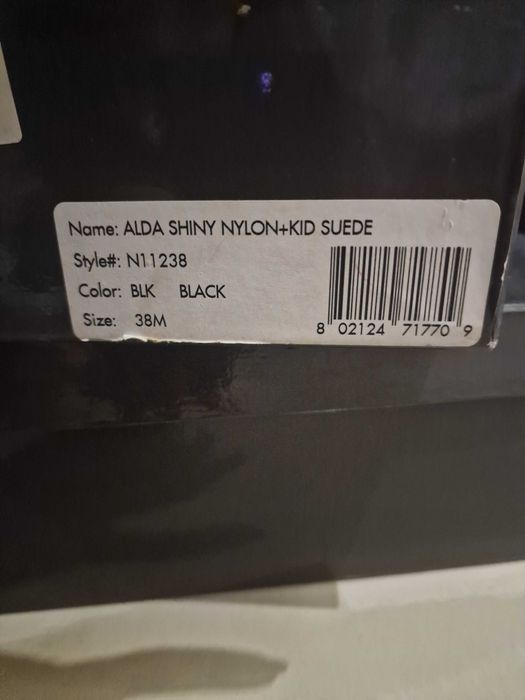 Name: ALDA SHINY NYLON+KID SUEDE
Style#: N11238
Color: BLK BLACK
Size: 38M
8 02124 71770 9